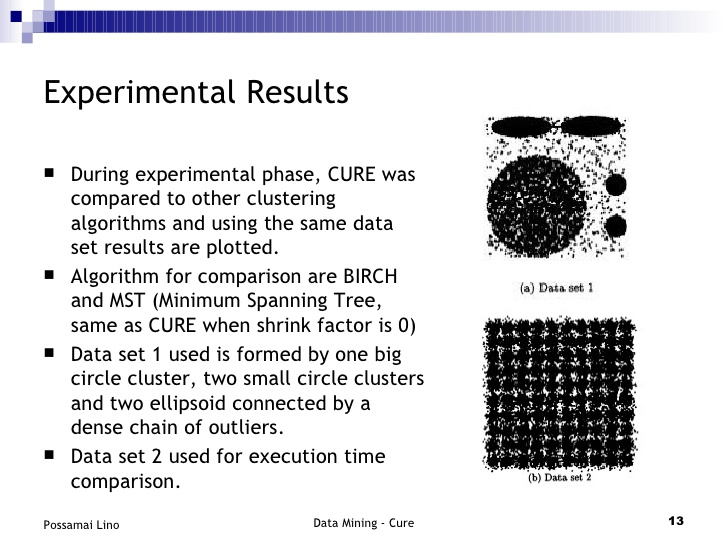 Experimental Results
During experimental phase, CURE was
compared to other clustering
algorithms and using the same data
set results are plotted.
Algorithm for comparison are BIRCH
and MST (Minimum Spanning Tree,
same as CURE when shrink factor is 0)
Data set 1 used is formed by one big
circle cluster, two small circle clusters
and two ellipsoid connected by a
dense chain of outliers.
Data set 2 used for execution time
comparison.
(a) Data set 1
(b) Data set 2
Possamai Lino
Data Mining - Cure
13